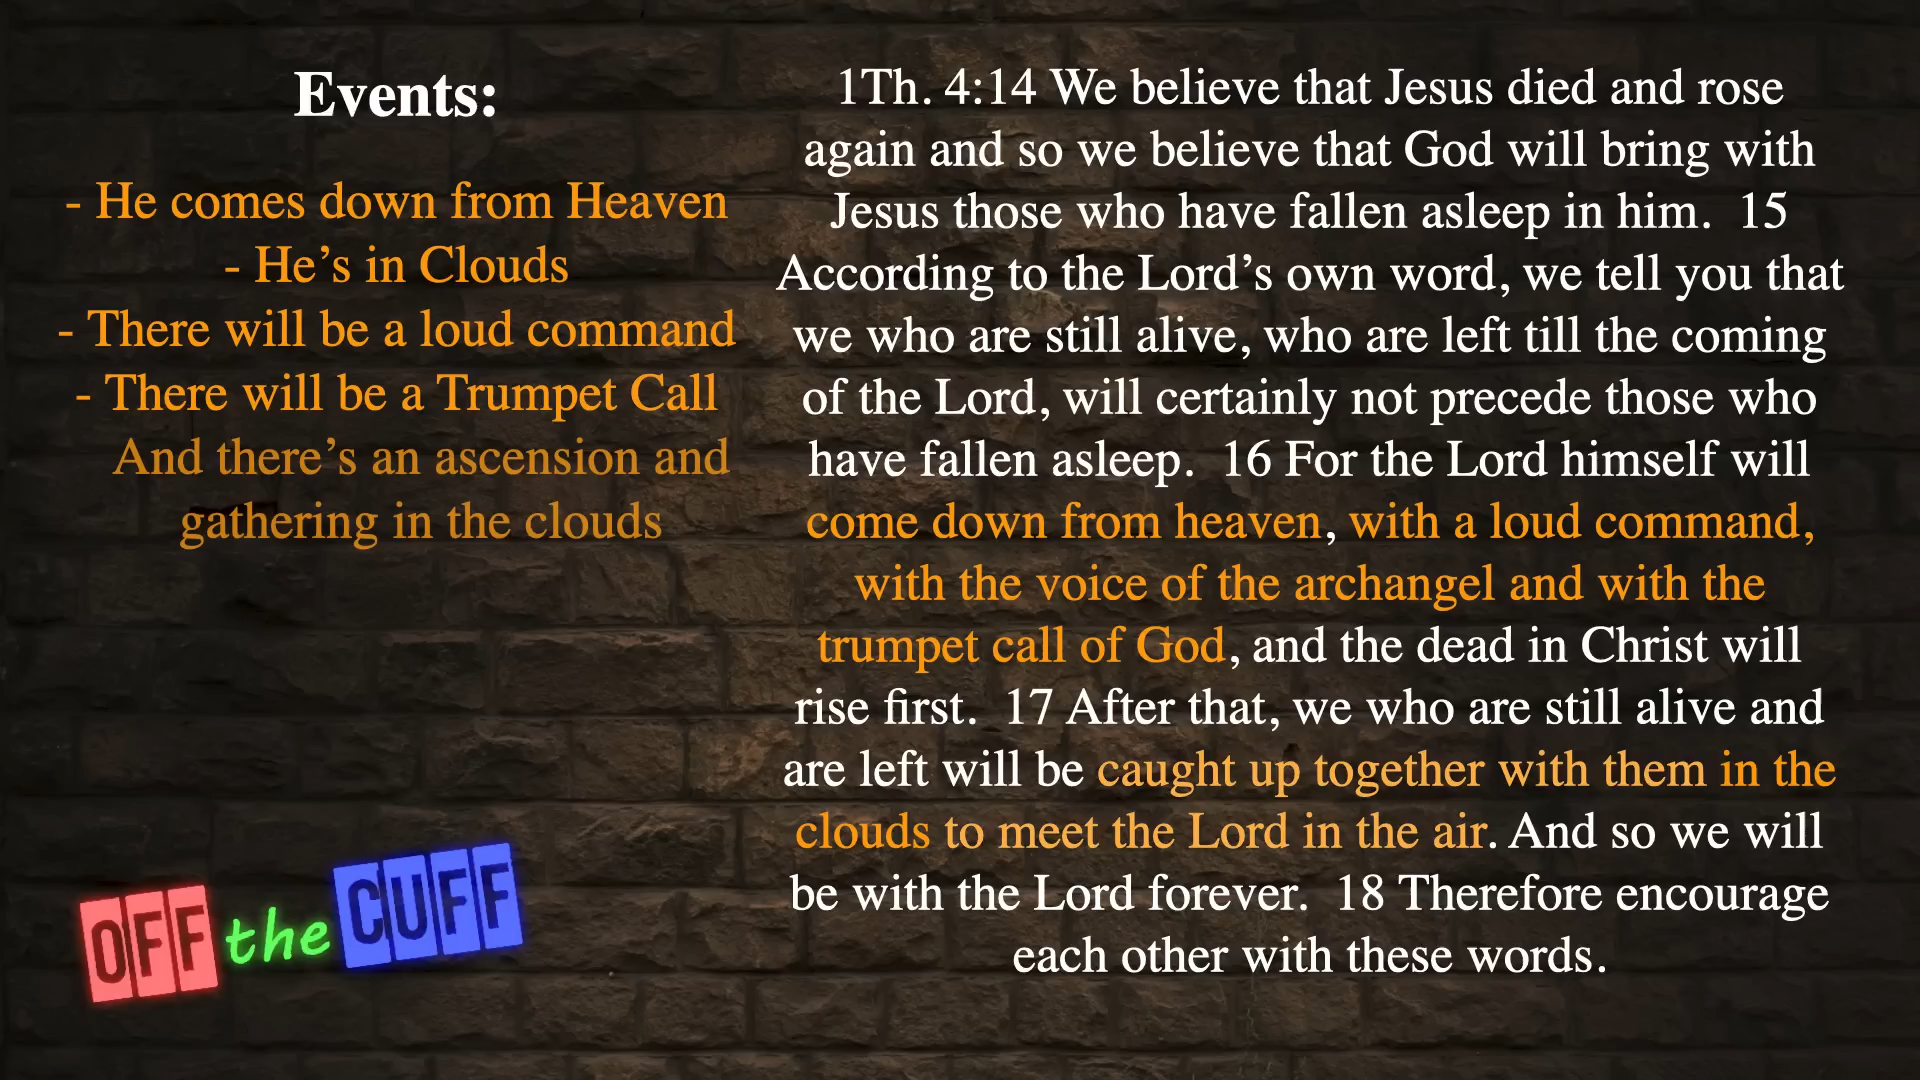 Events:
- He comes down from Heaven
- He’s in Clouds
- There will be a loud command
- There will be a Trumpet Call
And there’s an ascension and
gathering in the clouds
1Th. 4:14 We believe that Jesus died and rose
again and so we believe that God will bring with
Jesus those who have fallen asleep in him.  15
According to the Lord’s own word, we tell you that
we who are still alive, who are left till the coming
of the Lord, will certainly not precede those who
have fallen asleep.  16 For the Lord himself will
come down from heaven, with a loud command,
with the voice of the archangel and with the
trumpet call of God, and the dead in Christ will
rise first.  17 After that, we who are still alive and
are left will be caught up together with them in the
clouds to meet the Lord in the air. And so we will
be with the Lord forever.  18 Therefore encourage
each other with these words.
OFF the CUFF